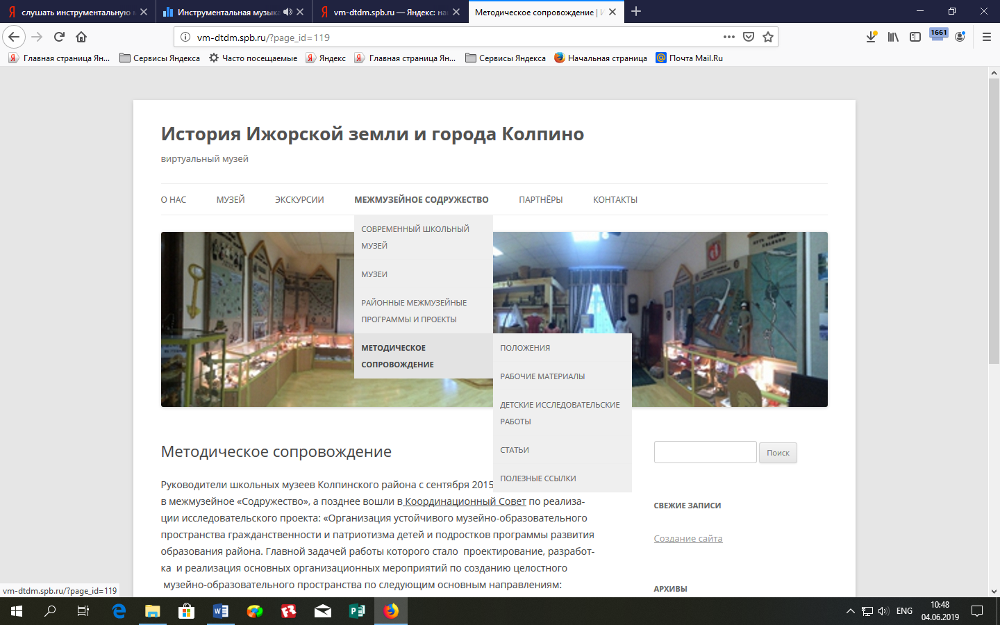 слушать инструментальную м
Инструментальная музыка
vm-dtdm.spb.ru — Яндекс: на
Методическое сопровождение | И
vm-dtdm.spb.ru/?page_id=119
1661
Главная страница Ян...
Сервисы Яндекса
Часто посещаемые
Яндекс
Главная страница Ян...
Сервисы Яндекса
Начальная страница
Почта Mail.Ru
История Ижорской земли и города Колпино
виртуальный музей
О НАС
МУЗЕЙ
ЭКСКУРСИИ
МЕЖМУЗЕЙНОЕ СОДРУЖЕСТВО
ПАРТНЁРЫ
КОНТАКТЫ
СОВРЕМЕННЫЙ ШКОЛЬНЫЙ
МУЗЕЙ
МУЗЕИ
РАЙОННЫЕ МЕЖМУЗЕЙНЫЕ
ПРОГРАММЫ И ПРОЕКТЫ
МЕТОДИЧЕСКОЕ
СОПРОВОЖДЕНИЕ
ПОЛОЖЕНИЯ
РАБОЧИЕ МАТЕРИАЛЫ
ДЕТСКИЕ ИССЛЕДОВАТЕЛЬСКИЕ
РАБОТЫ
СТАТЬИ
ПОЛЕЗНЫЕ ССЫЛКИ
Методическое сопровождение
Руководители школьных музеев Колпинского района с сентября 2015
в межмузейное «Содружество», а позднее вошли в Координационный Совет по реализа-
ции исследовательского проекта: «Организация устойчивого музейно-образовательного
пространства гражданственности и патриотизма детей и подростков программы развития
образования района. Главной задачей работы которого стало проектирование, разработ-
ка и реализация основных организационных мероприятий по созданию целостного
музейно-образовательного пространства по следующим основным направлениям:
Поиск
СВЕЖИЕ ЗАПИСИ
Создание сайта
АРХИВЫ
vm-dtdm.spb.ru/?page_id=119
ENG
10:48
04.06.2019